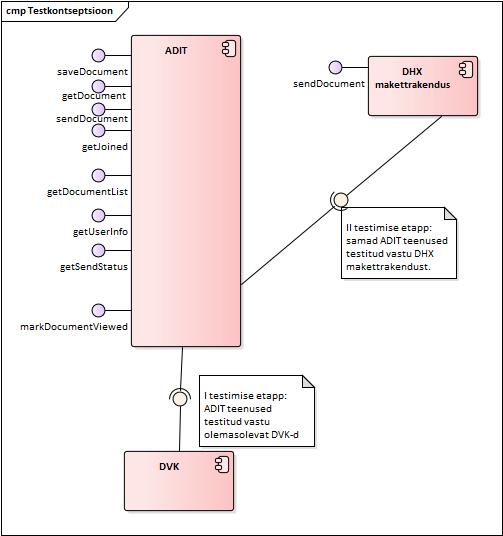 cmp Testkontseptsioon
ADIT
saveDocument
getDocument
sendDocument
getJoined
getDocumentList
getUserInfo
getSendStatus
markDocumentViewed
DHX
makettrakendus
sendDocument
II testimise etapp:
samad ADIT teenused
testitud vastu DHX
makettrakendust.
I testimise etapp:
ADIT teenused
testitud vastu
olemasolevat DVK-d
DVK